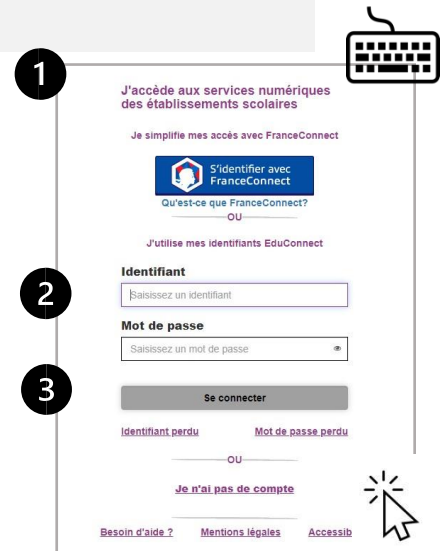 1
J'accède aux services numériques
des établissements scolaires
Je simplifie mes accès avec FranceConnect
S'identifier avec
FranceConnect
Qu'est-ce que FranceConnect?
OU
J'utilise mes identifiants EduConnect
Identifiant
2
Saisissez un identifiant
Mot de passe
Saisissez un mot de passe
3
Se connecter
Identifiant perdu Mot de passe perdu
OU
Je n'ai pas de compte
Besoin d'aide ? Mentions légales Accessib